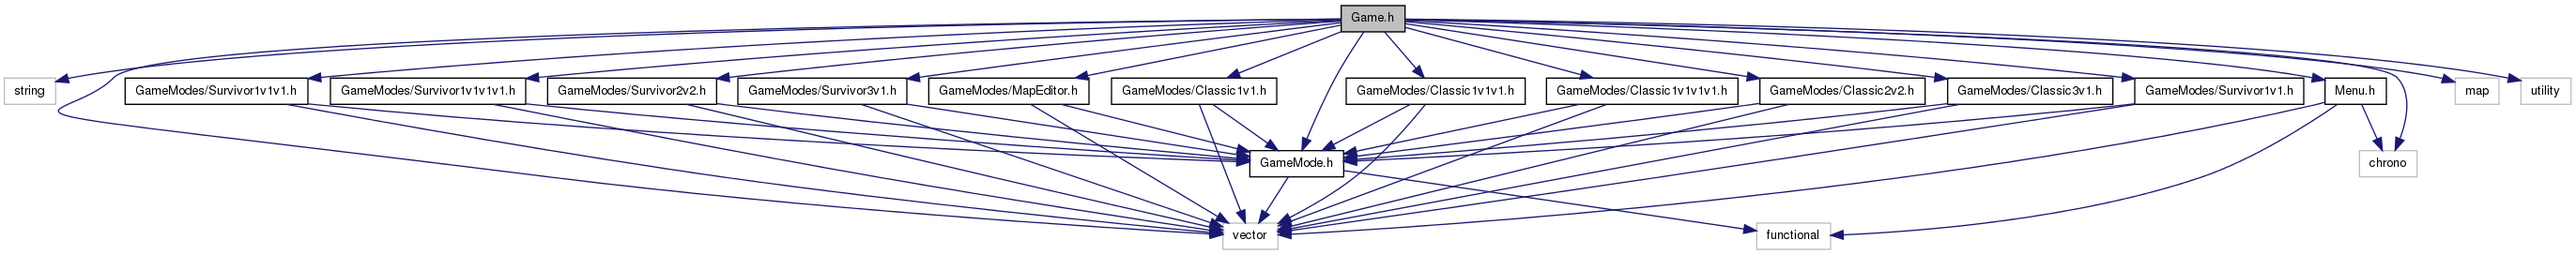 Game.h
string
GameModes/Survivor1v1v1.h
GameModes/Survivor1v1v1v1.h
GameModes/Survivor2v2.h
GameModes/Survivor3v1.h
GameModes/MapEditor.h
GameModes/Classic1v1.h
GameModes/Classic1v1v1.h
GameModes/Classic1v1v1v1.h
GameModes/Classic2v2.h
GameModes/Classic3v1.h
GameModes/Survivor1v1.h
Menu.h
map
utility
GameMode.h
chrono
vector
functional